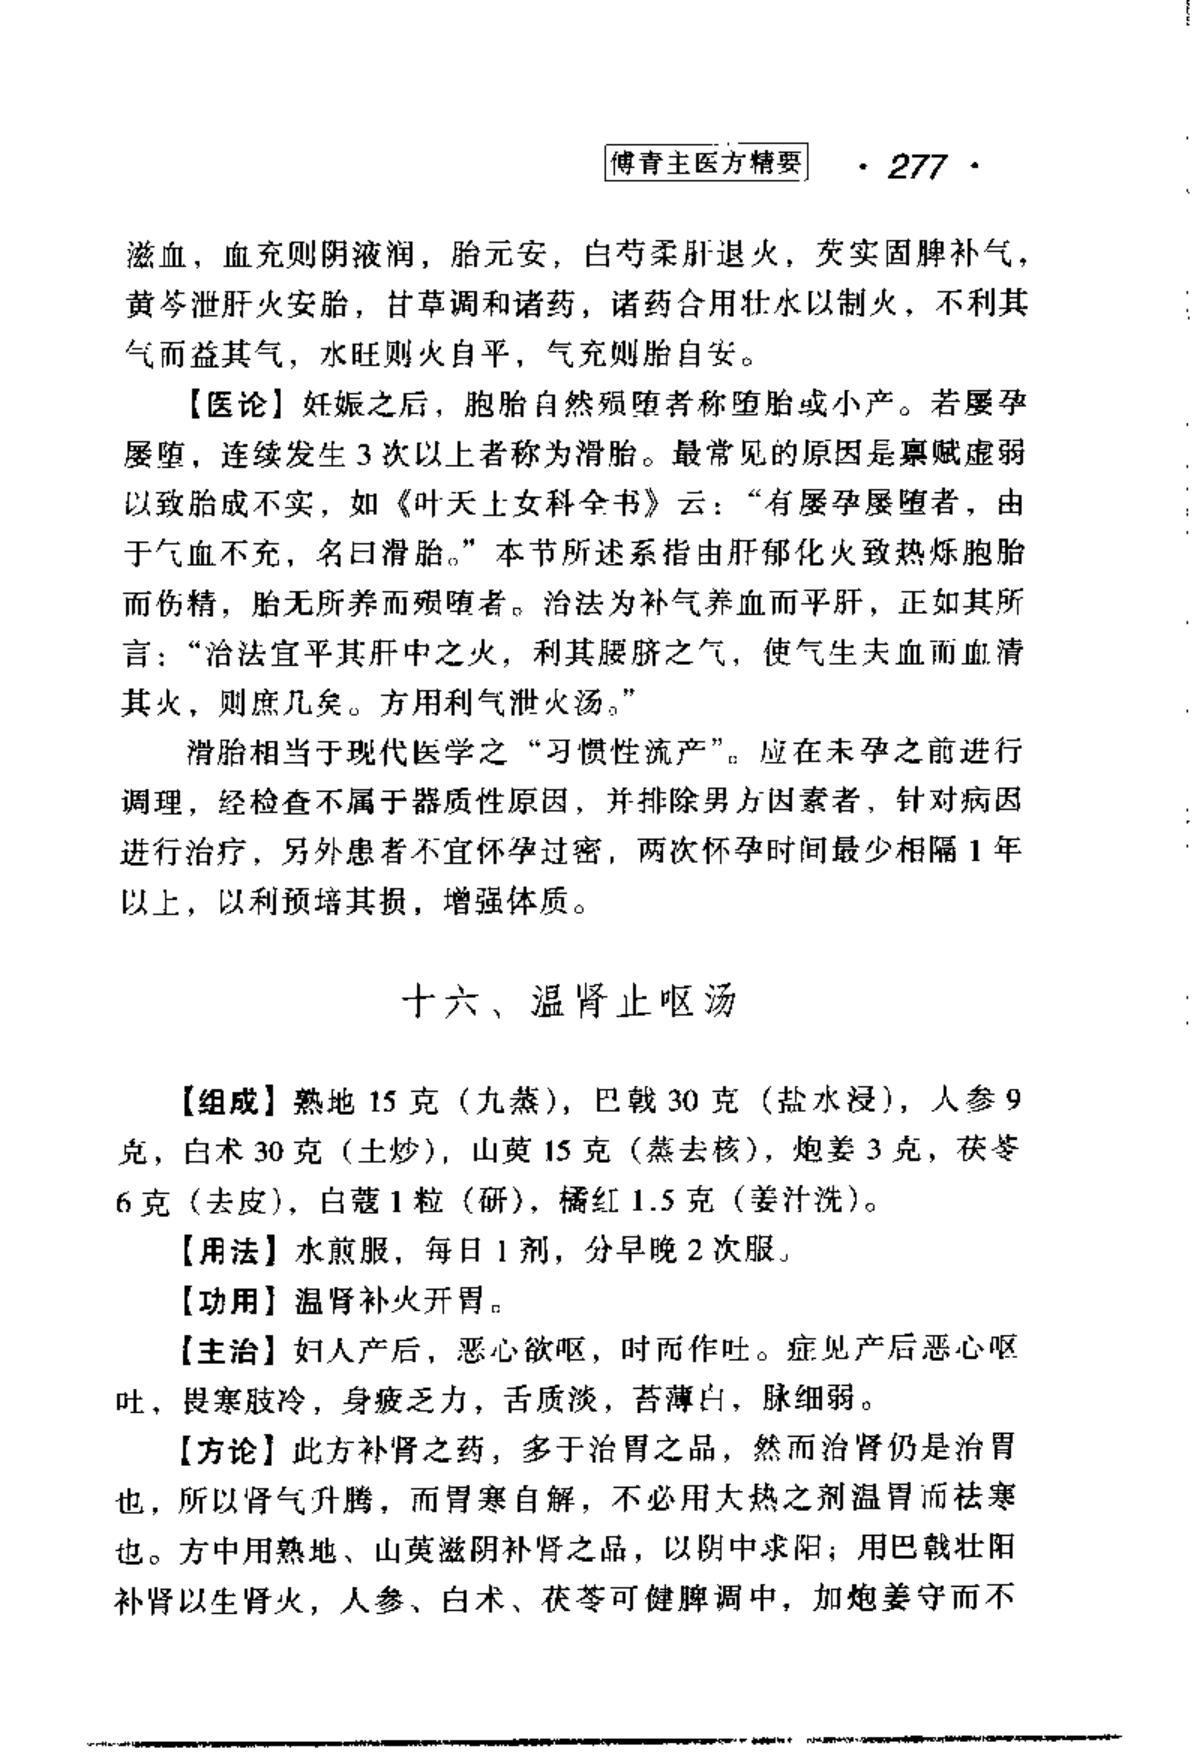 傅青主医方精要 · 277 ·
滋血，血充则阴液润，胎元安，白芍柔肝退火，芡实固脾补气，
黄芩泄肝火安胎，甘草调和诸药，诸药合用壮水以制火，不利其
气而益其气，水旺则火自平，气充则胎自安。
【医论】妊娠之后，胞胎自然殒堕者称堕胎或小产。若屡孕
屡堕，连续发生 3 次以上者称为滑胎。最常见的原因是禀赋虚弱
以致胎成不实，如《叶天士女科全书》云：“有屡孕屡堕者，由
于气血不充，名曰滑胎。”本节所述系指由肝郁化火致热烁胞胎
而伤精，胎无所养而殒堕者。治法为补气养血而平肝，正如其所
言：“治法宜平其肝中之火，利其腰脐之气，使气生夫血而血清
其火，则庶几矣。方用利气泄火汤。”
滑胎相当于现代医学之“习惯性流产”。应在未孕之前进行
调理，经检查不属于器质性原因，并排除男方因素者，针对病因
进行治疗，另外患者不宜怀孕过密，两次怀孕时间最少相隔 1 年
以上，以利预培其损，增强体质。
十六、温肾止呕汤
【组成】熟地 15 克（九蒸），巴戟 30 克（盐水浸），人参 9
克，白术 30 克（土炒），山萸 15 克（蒸去核），炮姜 3 克，茯苓
6 克（去皮），白蔻 1 粒（研），橘红 1.5 克（姜汁洗）。
【用法】水煎服，每日 1 剂，分早晚 2 次服。
【功用】温肾补火开胃。
【主治】妇人产后，恶心欲呕，时而作吐。症见产后恶心呕
吐，畏寒肢冷，身疲乏力，舌质淡，苔薄白，脉细弱。
【方论】此方补肾之药，多于治胃之品，然而治肾仍是治胃
也，所以肾气升腾，而胃寒自解，不必用大热之剂温胃而祛寒
也。方中用熟地、山萸滋阴补肾之品，以阴中求阳；用巴戟壮阳
补肾以生肾火，人参、白术、茯苓可健脾调中，加炮姜守而不